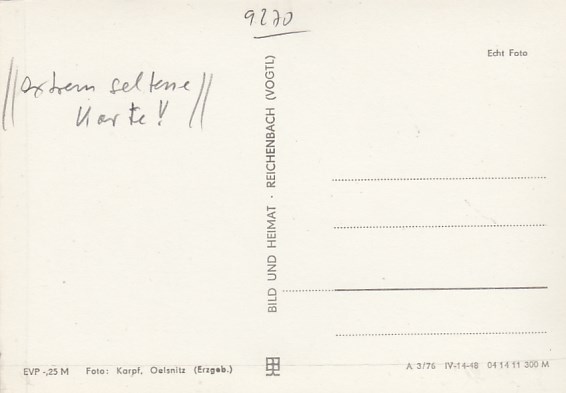 9270
Echt Foto
//extrem seltene//
Karte!
BILD UND HEIMAT · REICHENBACH (VOGTL)
EVP -,25 M Foto: Karpf, Oelsnitz (Erzgeb.)
A 3/76 IV-14-48 04 14 11 300 M